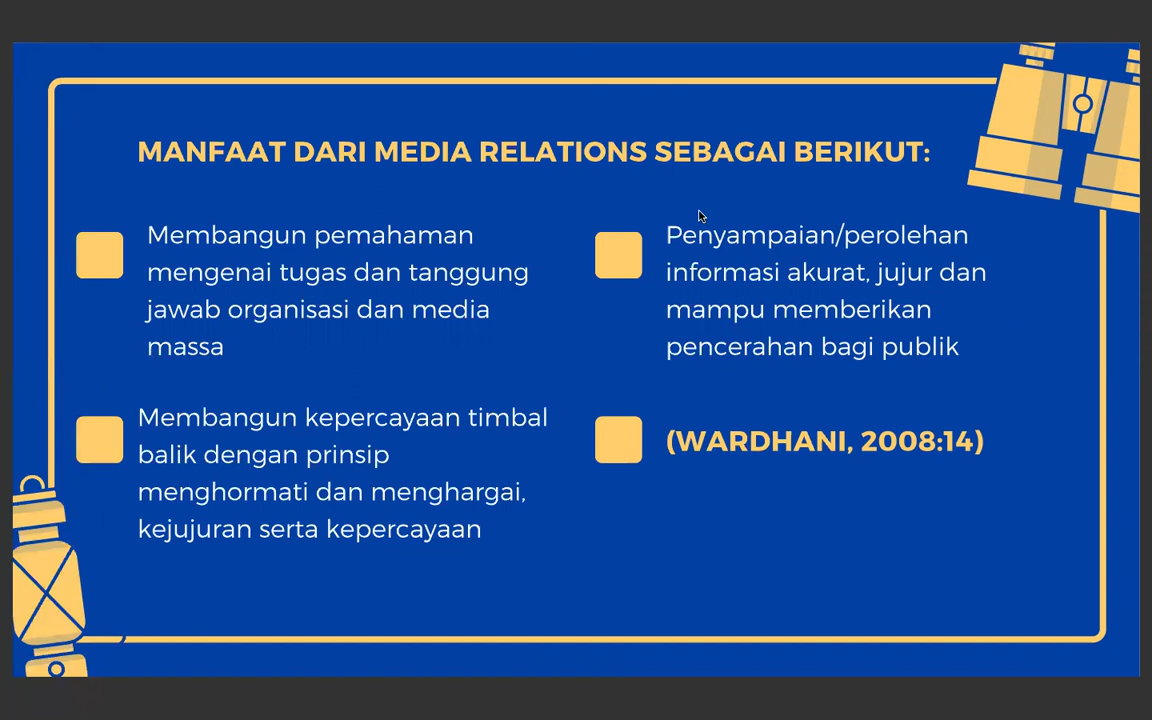 MANFAAT DARI MEDIA RELATIONS SEBAGAI BERIKUT:
Membangun pemahaman
mengenai tugas dan tanggung
jawab organisasi dan media
massa
Penyampaian/perolehan
informasi akurat, jujur dan
mampu memberikan
pencerahan bagi publik
Membangun kepercayaan timbal
balik dengan prinsip
menghormati dan menghargai,
kejujuran serta kepercayaan
(WARDHANI, 2008:14)